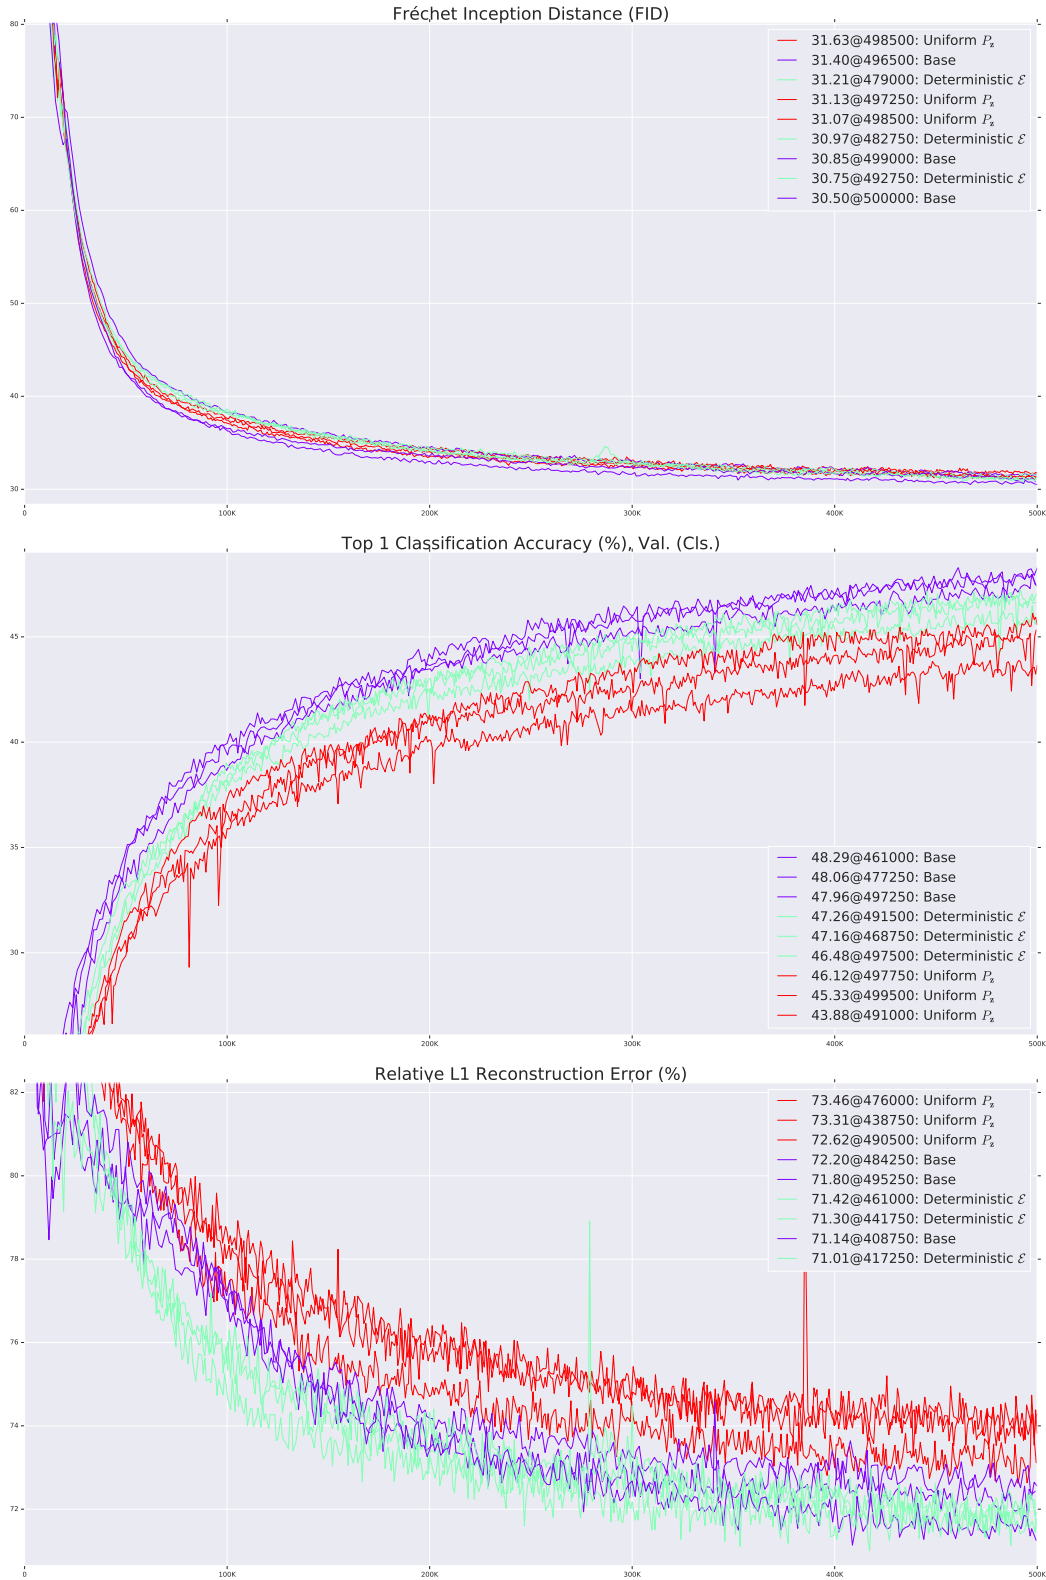 Fréchet Inception Distance (FID)
80
70
60
50
40
30
31.63@498500: Uniform P_z
31.40@496500: Base
31.21@479000: Deterministic ℰ
31.13@497250: Uniform P_z
31.07@498500: Uniform P_z
30.97@482750: Deterministic ℰ
30.85@499000: Base
30.75@492750: Deterministic ℰ
30.50@500000: Base
0 100K 200K 300K 400K 500K
Top 1 Classification Accuracy (%), Val. (Cls.)
45
40
35
30
48.29@461000: Base
48.06@477250: Base
47.96@497250: Base
47.26@491500: Deterministic ℰ
47.16@468750: Deterministic ℰ
46.48@497500: Deterministic ℰ
46.12@497750: Uniform P_z
45.33@499500: Uniform P_z
43.88@491000: Uniform P_z
0 100K 200K 300K 400K 500K
Relative L1 Reconstruction Error (%)
82
80
78
76
74
72
73.46@476000: Uniform P_z
73.31@438750: Uniform P_z
72.62@490500: Uniform P_z
72.20@484250: Base
71.80@495250: Base
71.42@461000: Deterministic ℰ
71.30@441750: Deterministic ℰ
71.14@408750: Base
71.01@417250: Deterministic ℰ
0 100K 200K 300K 400K 500K